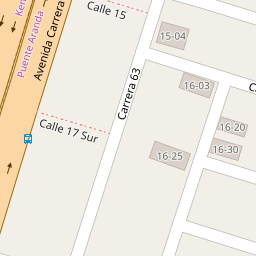 Calle 15
15-04
Puente Aranda
Avenida Carrera
Carrera 63
16-03
16-20
Calle 17 Sur
16-30
16-25